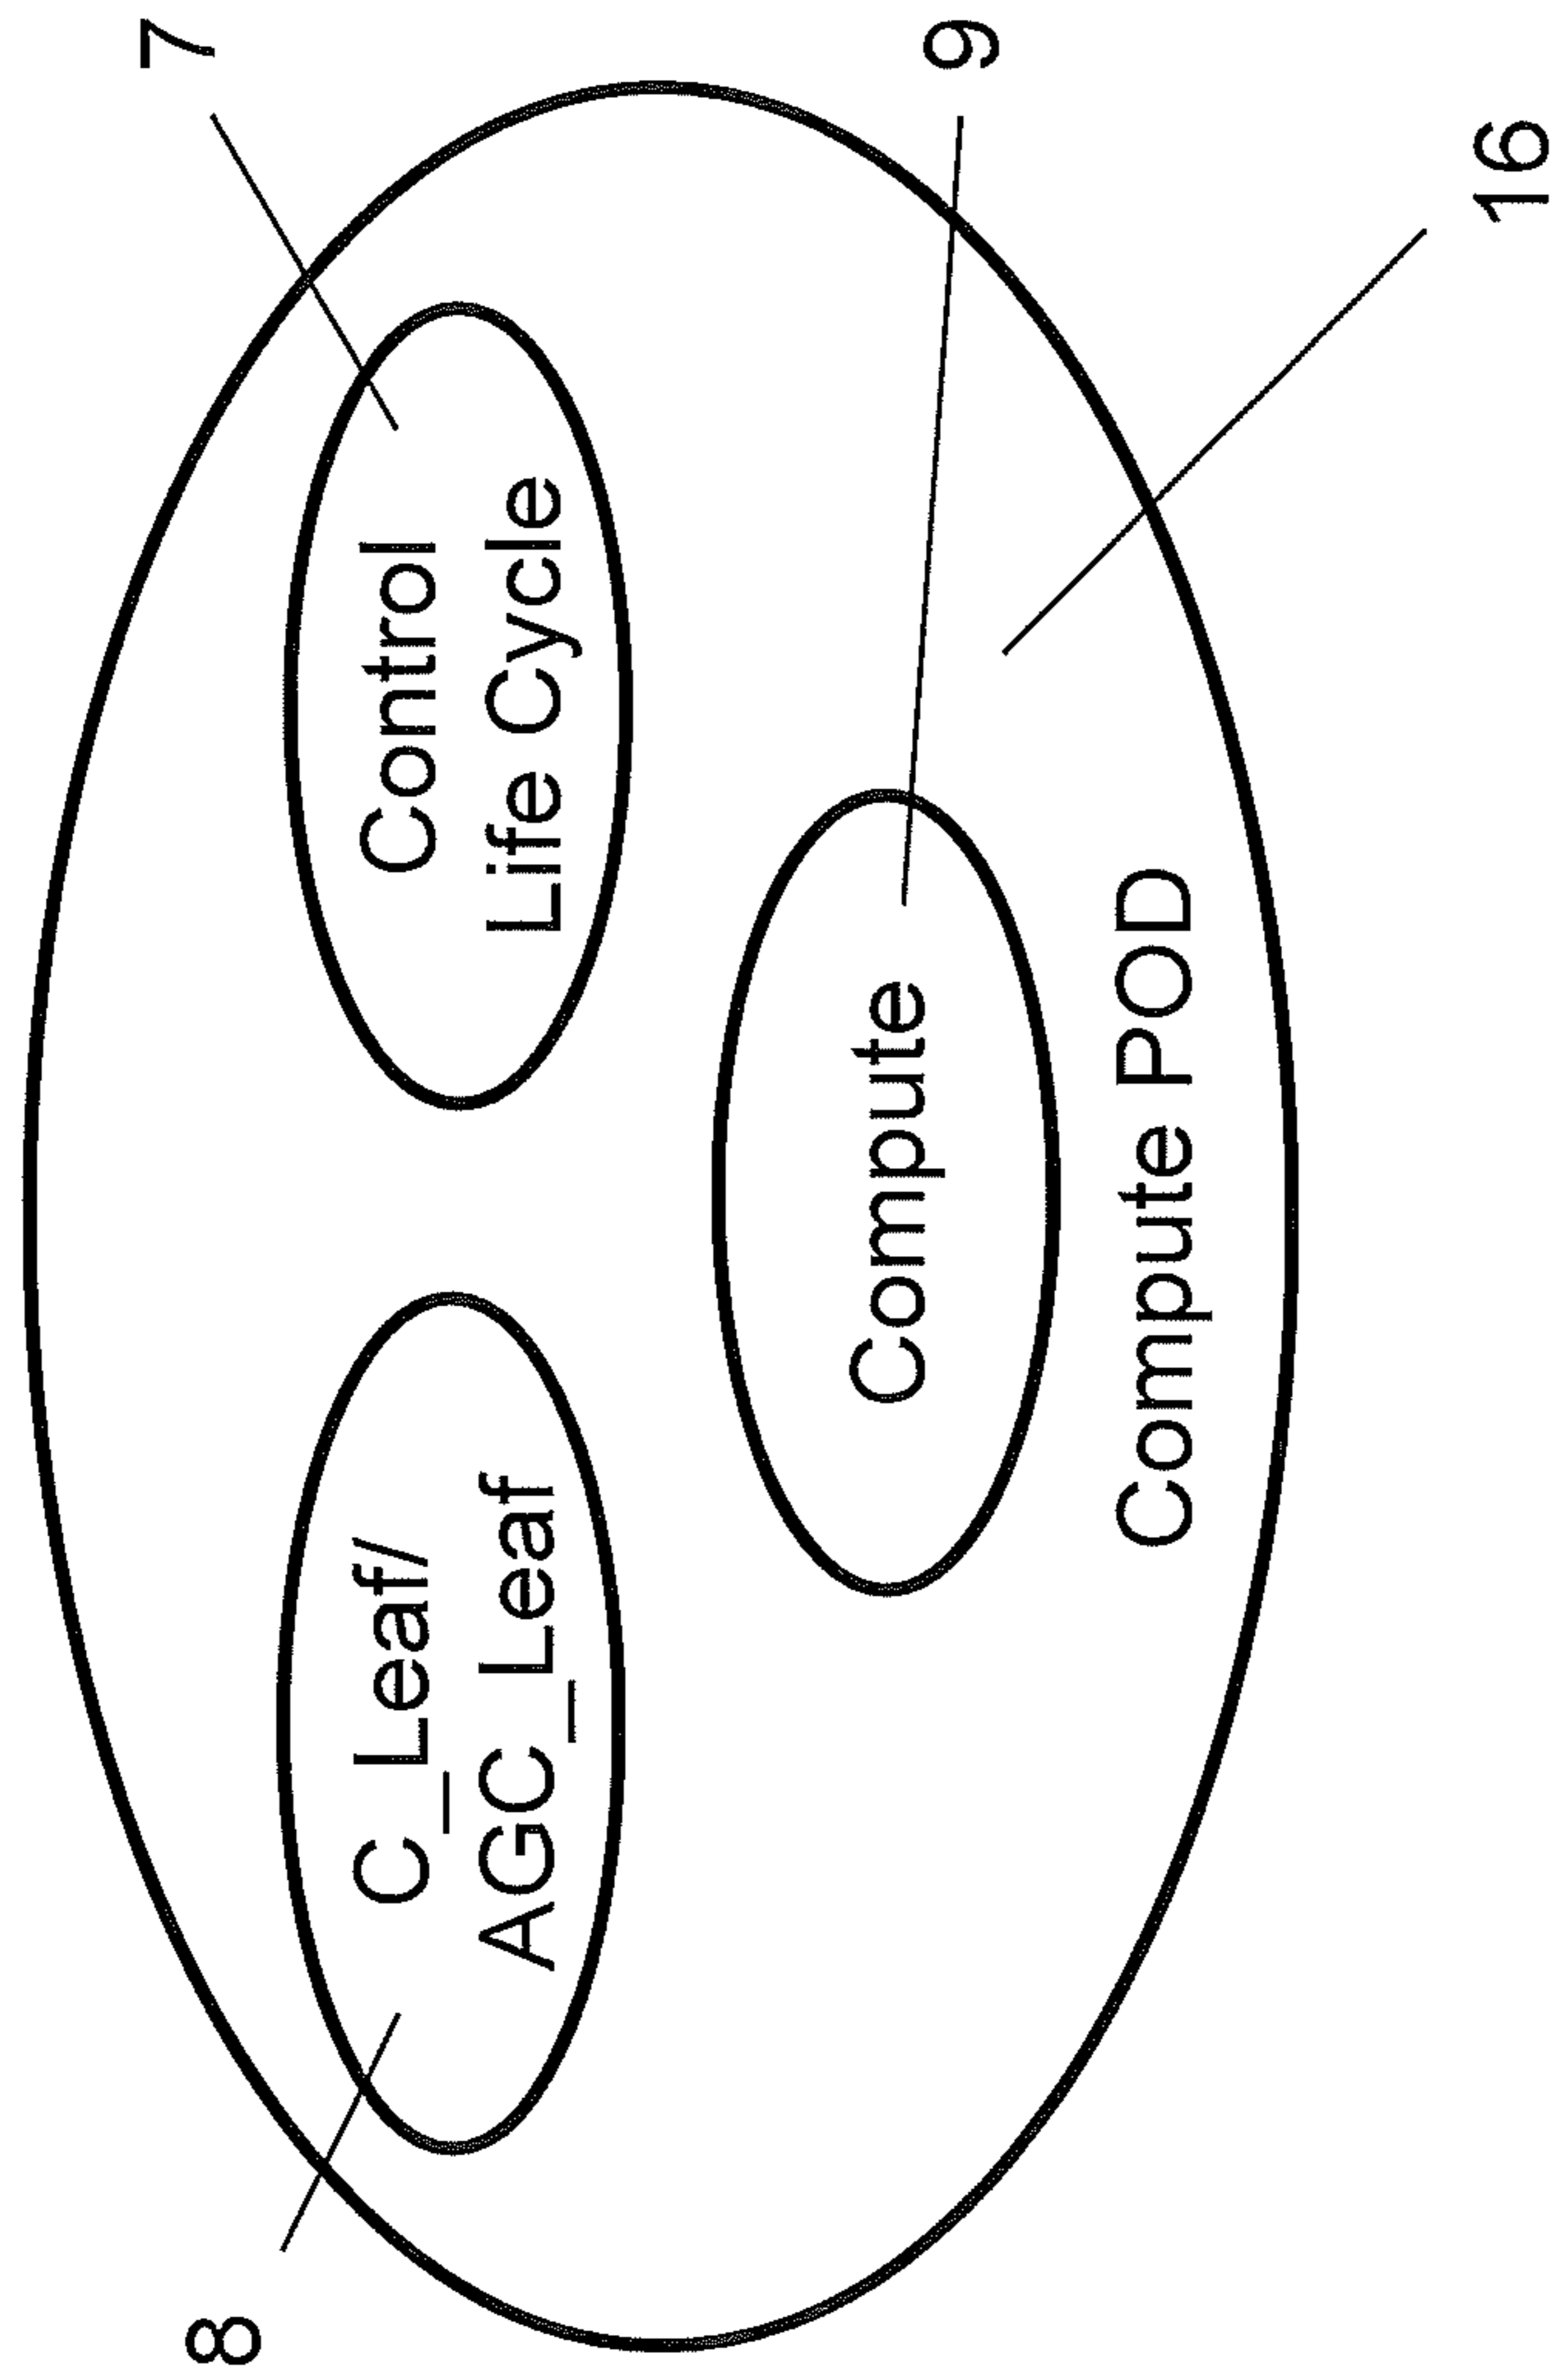 7
8
C_Leaf/
AGC_Leaf
Control
Life Cycle
9
Compute
16
Compute POD